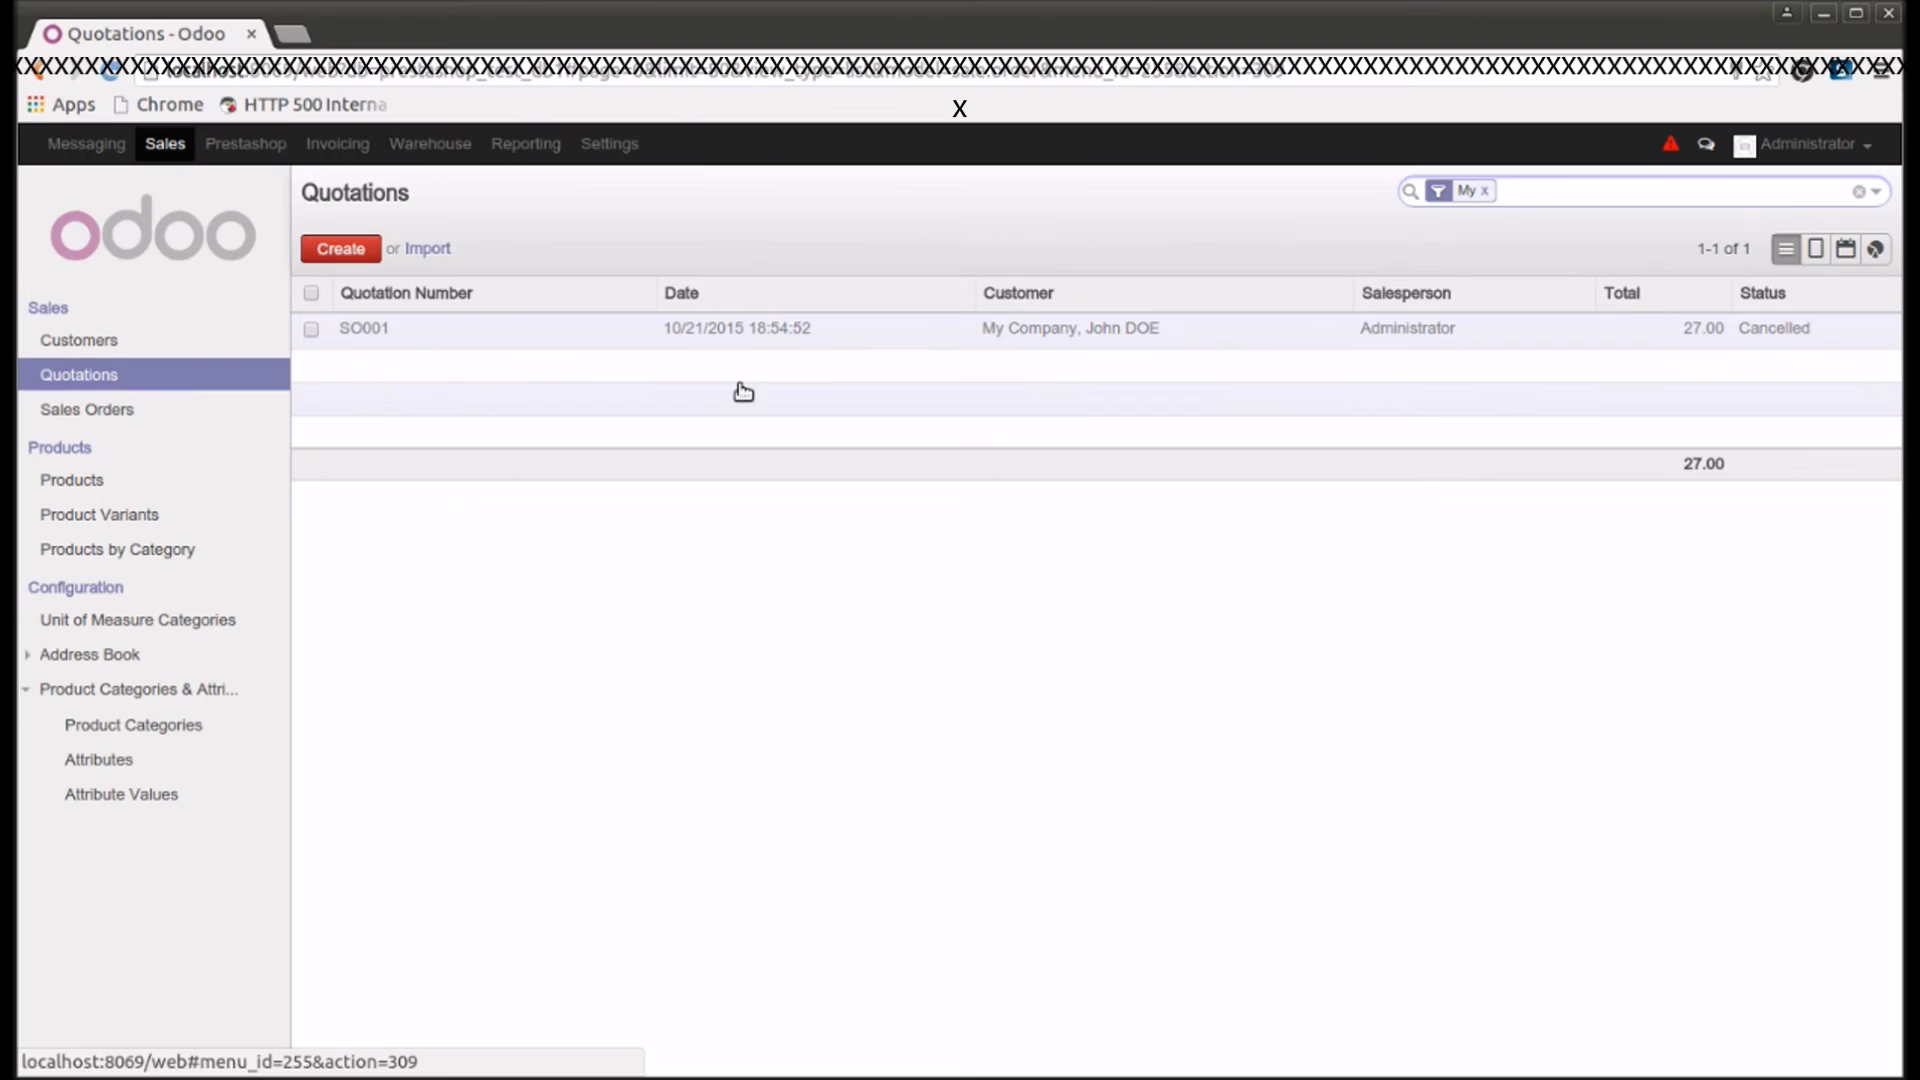 Quotations - Odoo
Apps Chrome HTTP 500 Interna
X
Messaging Sales Prestashop Invoicing Warehouse Reporting Settings Administrator
odoo
Quotations
My x
Create or Import
1-1 of 1
Quotation Number Date Customer Salesperson Total Status
SO001 10/21/2015 18:54:52 My Company, John DOE Administrator 27.00 Cancelled
27.00
Sales
Customers
Quotations
Sales Orders
Products
Products
Product Variants
Products by Category
Configuration
Unit of Measure Categories
Address Book
Product Categories & Attri...
Product Categories
Attributes
Attribute Values
localhost:8069/web#menu_id=255&action=309